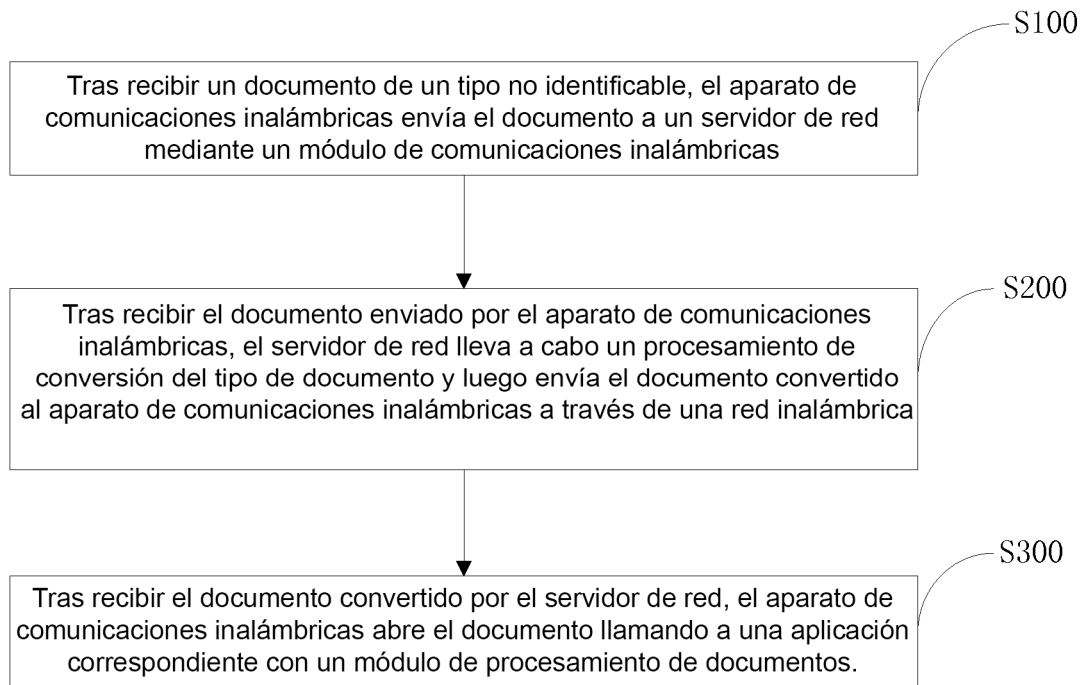 S100
Tras recibir un documento de un tipo no identificable, el aparato de
comunicaciones inalámbricas envía el documento a un servidor de red
mediante un módulo de comunicaciones inalámbricas
S200
Tras recibir el documento enviado por el aparato de comunicaciones
inalámbricas, el servidor de red lleva a cabo un procesamiento de
conversión del tipo de documento y luego envía el documento convertido
al aparato de comunicaciones inalámbricas a través de una red inalámbrica
S300
Tras recibir el documento convertido por el servidor de red, el aparato de
comunicaciones inalámbricas abre el documento llamando a una aplicación
correspondiente con un módulo de procesamiento de documentos.